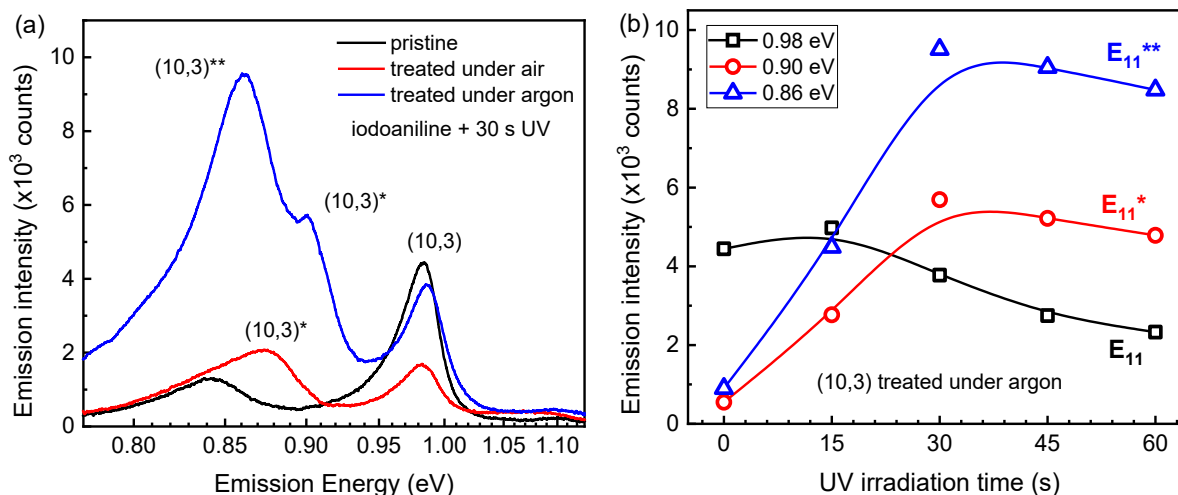 (a)
Emission intensity (x10³ counts)
10
8
6
4
2
0
pristine
treated under air
treated under argon
iodoaniline + 30 s UV
(10,3)**
(10,3)*
(10,3)
(10,3)*
0.80 0.86 0.90 0.95 1.00 1.10
Emission Energy (eV)
(b)
Emission intensity (x10³ counts)
10
8
6
4
2
0
0.98 eV
0.90 eV
0.86 eV
E₁₁**
E₁₁*
E₁₁
(10,3) treated under argon
0 15 30 45 60
UV irradiation time (s)